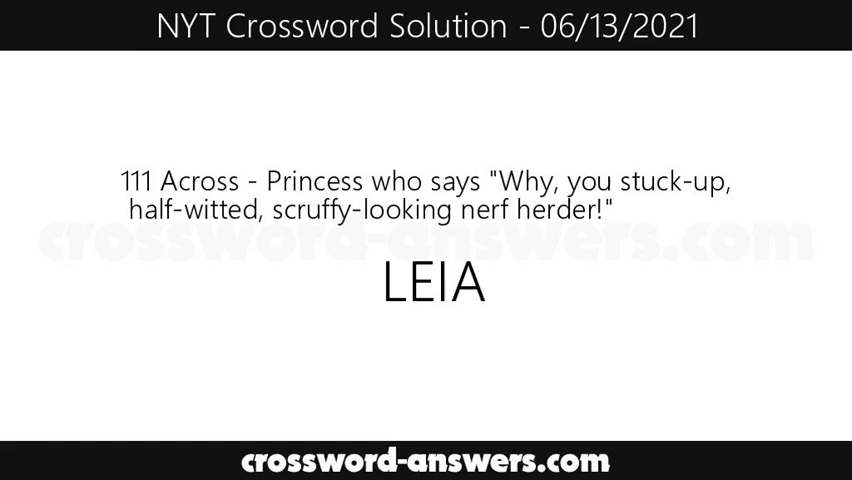 NYT Crossword Solution - 06/13/2021
111 Across - Princess who says "Why, you stuck-up,
half-witted, scruffy-looking nerf herder!"
crossword-answers.com
LEIA
crossword-answers.com